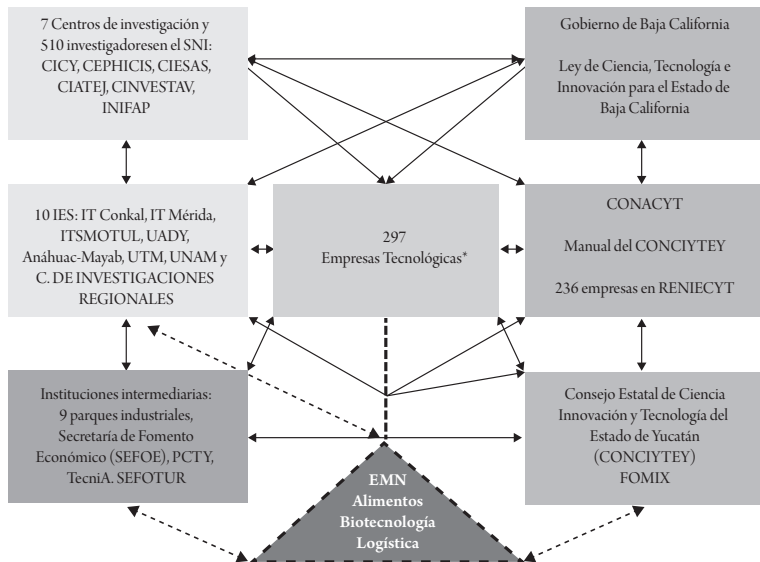 7 Centros de investigación y
510 investigadoresen el SNI:
CICY, CEPHICIS, CIESAS,
CIATEJ, CINVESTAV,
INIFAP
Gobierno de Baja California
Ley de Ciencia, Tecnología e
Innovación para el Estado de
Baja California
10 IES: IT Conkal, IT Mérida,
ITSMOTUL, UADY,
Anáhuac-Mayab, UTM, UNAM y
C. DE INVESTIGACIONES
REGIONALES
297
Empresas Tecnológicas*
CONACYT
Manual del CONCIYTEY
236 empresas en RENIECYT
Instituciones intermediarias:
9 parques industriales,
Secretaría de Fomento
Económico (SEFOE), PCTY,
TecniA. SEFOTUR
EMN
Alimentos
Biotecnología
Logística
Consejo Estatal de Ciencia
Innovación y Tecnología del
Estado de Yucatán
(CONCIYTEY)
FOMIX